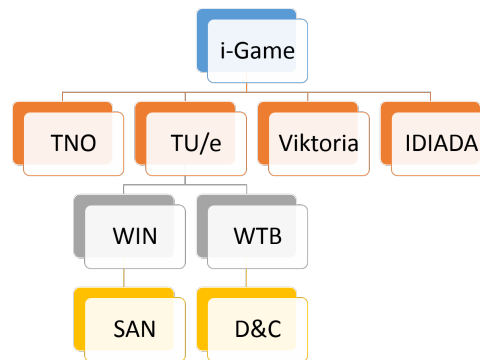 i-Game
TNO
TU/e
Viktoria
IDIADA
WIN
WTB
SAN
D&C